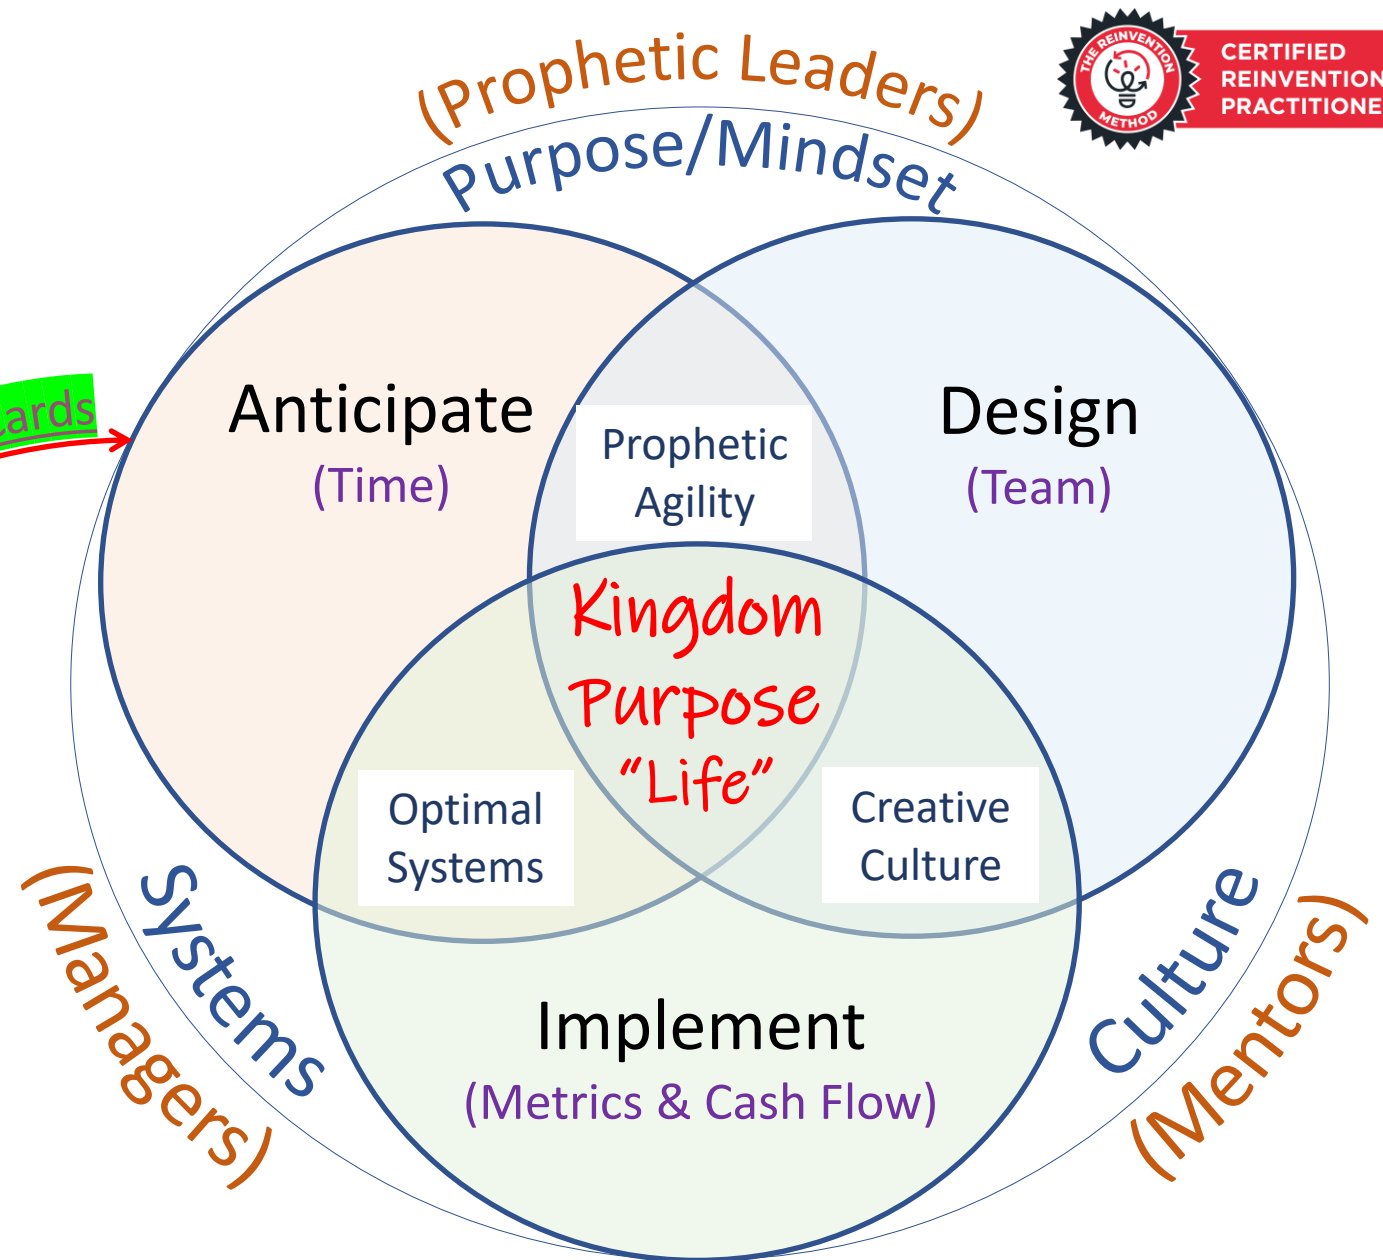 (Prophetic Leaders)
Purpose/Mindset
THE REINVENTION
METHOD
CERTIFIED
REINVENTION
PRACTITIONE
Cards
Anticipate
(Time)
Design
(Team)
Prophetic
Agility
Kingdom
Purpose
“Life”
Optimal
Systems
Creative
Culture
Systems
(Managers)
Culture
(Mentors)
Implement
(Metrics & Cash Flow)